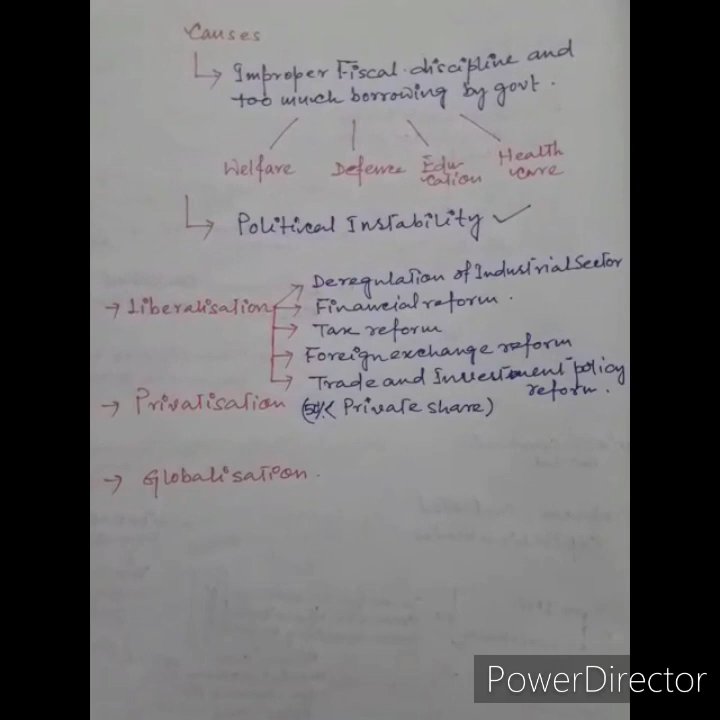 Causes
Improper Fiscal discipline and
too much borrowing by govt.
Welfare Defence Edu- Health
cation care
Political Instability ✓
Deregulation of Industrial Sector
→ Liberalisation → Financial reform.
→ Tax reform
→ Foreign exchange reform
→ Trade and Investment policy
reform.
→ Privatisation (50% < Private share)
→ Globalisation.
PowerDirector